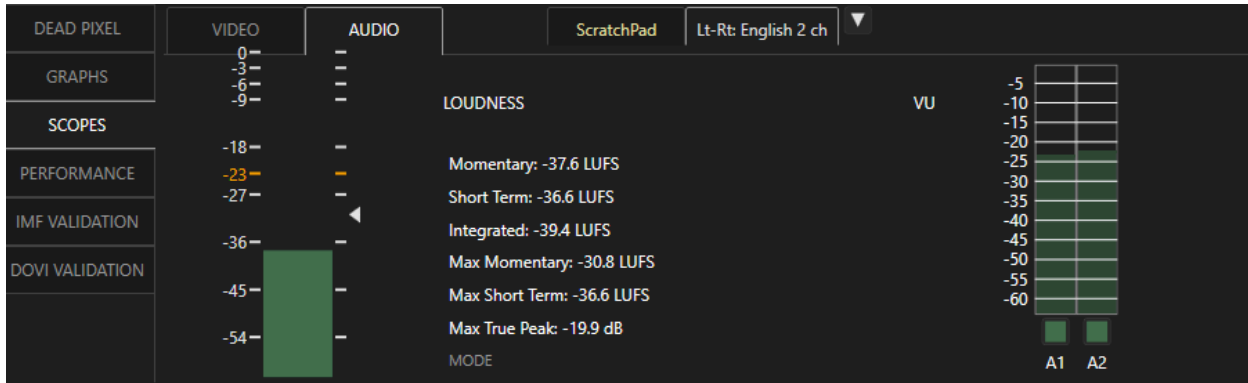 DEAD PIXEL
GRAPHS
SCOPES
PERFORMANCE
IMF VALIDATION
DOVI VALIDATION
VIDEO
AUDIO
ScratchPad
Lt-Rt: English 2 ch
0
-3
-6
-9
-18
-23
-27
-36
-45
-54
LOUDNESS
Momentary: -37.6 LUFS
Short Term: -36.6 LUFS
Integrated: -39.4 LUFS
Max Momentary: -30.8 LUFS
Max Short Term: -36.6 LUFS
Max True Peak: -19.9 dB
MODE
VU
-5
-10
-15
-20
-25
-30
-35
-40
-45
-50
-55
-60
A1 A2